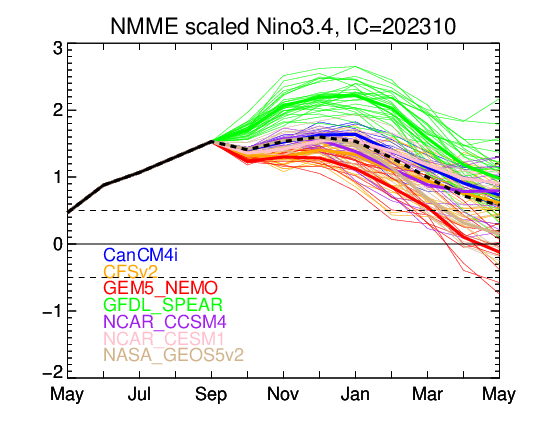 NMME scaled Nino3.4, IC=202310
3
2
1
0
−1
−2
CanCM4i
CFSv2
GEM5_NEMO
GFDL_SPEAR
NCAR_CCSM4
NCAR_CESM1
NASA_GEOS5v2
May Jul Sep Nov Jan Mar May